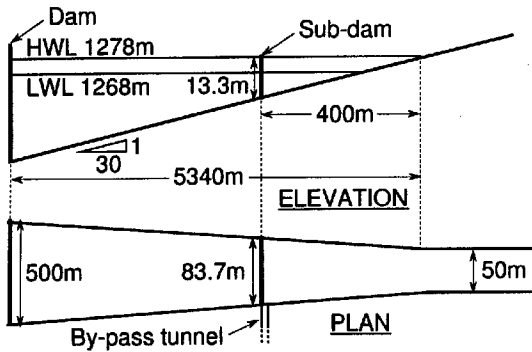 Dam
Sub-dam
HWL 1278m
LWL 1268m
13.3m
400m
1
30
5340m
ELEVATION
500m
83.7m
50m
By-pass tunnel
PLAN